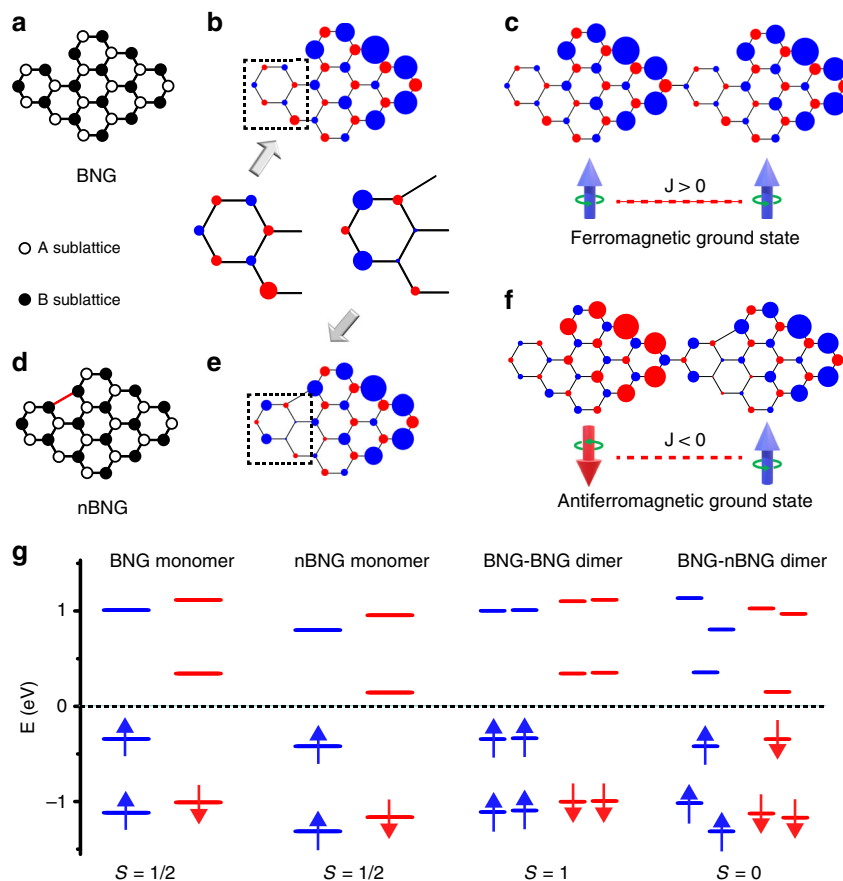 a
b
c
BNG
J > 0
Ferromagnetic ground state
A sublattice
B sublattice
d
e
f
nBNG
J < 0
Antiferromagnetic ground state
g
BNG monomer
nBNG monomer
BNG-BNG dimer
BNG-nBNG dimer
E (eV)
1
0
−1
S = 1/2
S = 1/2
S = 1
S = 0